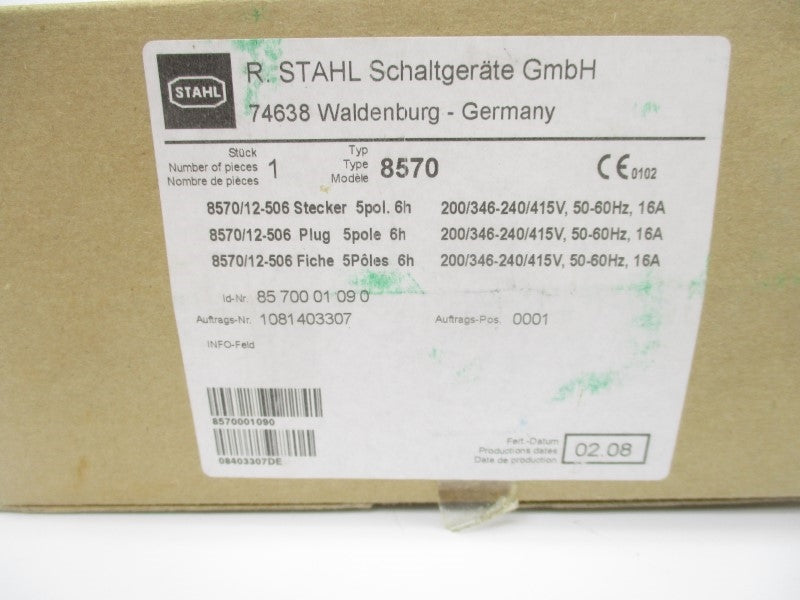 STAHL
R. STAHL Schaltgeräte GmbH
74638 Waldenburg - Germany
Stück
Number of pieces 1
Nombre de pièces
Typ
Type 8570
Modèle
CE 0102
8570/12-506 Stecker 5pol. 6h 200/346-240/415V, 50-60Hz, 16A
8570/12-506 Plug 5pole 6h 200/346-240/415V, 50-60Hz, 16A
8570/12-506 Fiche 5Pôles 6h 200/346-240/415V, 50-60Hz, 16A
Id-Nr. 85 700 01 09 0
Auftrags-Nr. 1081403307 Auftrags-Pos. 0001
INFO-Feld
8570001090
08403307DE
Fert.-Datum
Productions dates 02.08
Date de production